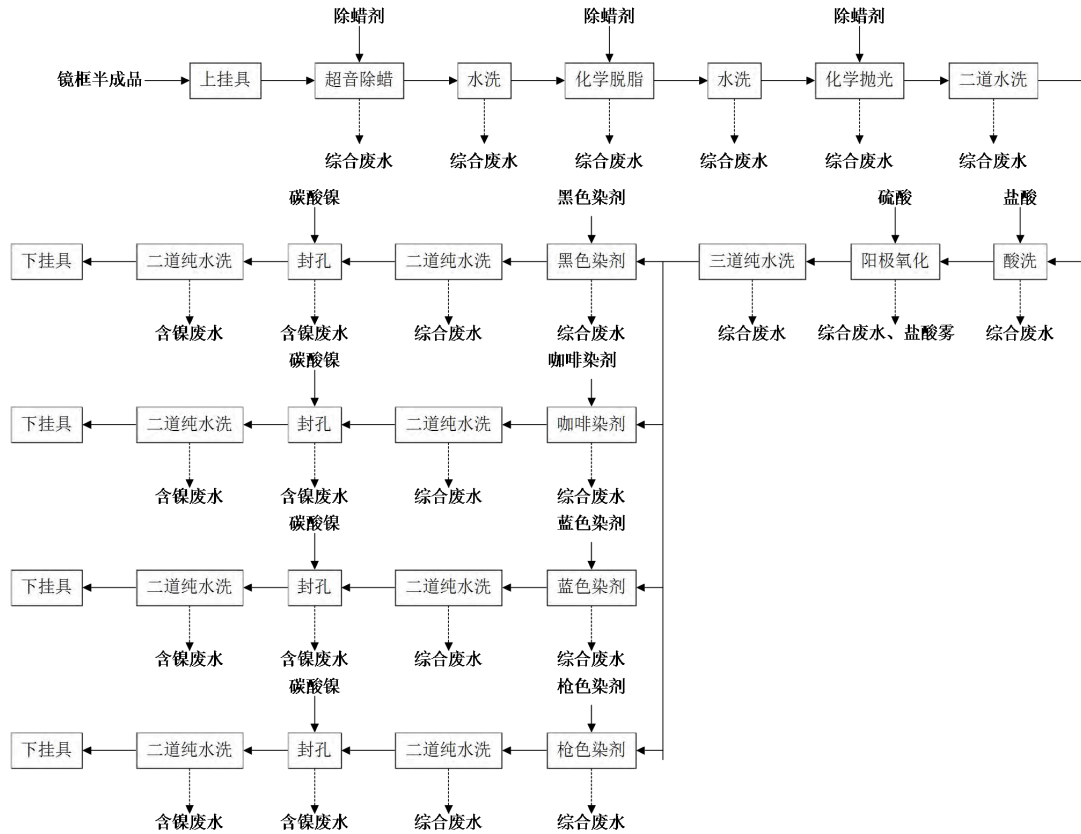 除蜡剂 除蜡剂 除蜡剂
镜框半成品 上挂具 超音除蜡 水洗 化学脱脂 水洗 化学抛光 二道水洗
综合废水 综合废水 综合废水 综合废水 综合废水 综合废水
碳酸镍 黑色染剂 硫酸 盐酸
下挂具 二道纯水洗 封孔 二道纯水洗 黑色染剂 三道纯水洗 阳极氧化 酸洗
含镍废水 含镍废水 综合废水 综合废水 综合废水 综合废水、盐酸雾 综合废水
碳酸镍 咖啡染剂
下挂具 二道纯水洗 封孔 二道纯水洗 咖啡染剂
含镍废水 含镍废水 综合废水 综合废水
碳酸镍 蓝色染剂
下挂具 二道纯水洗 封孔 二道纯水洗 蓝色染剂
含镍废水 含镍废水 综合废水 综合废水
碳酸镍 枪色染剂
下挂具 二道纯水洗 封孔 二道纯水洗 枪色染剂
含镍废水 含镍废水 综合废水 综合废水